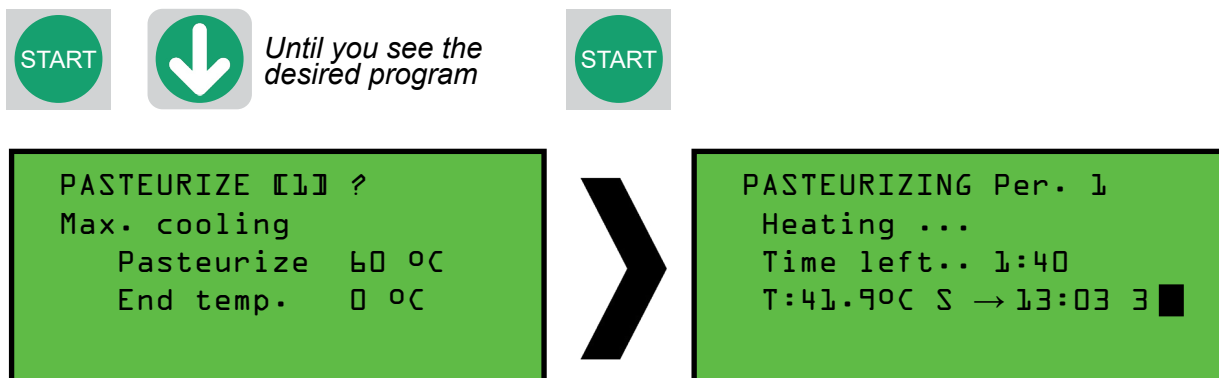 START
Until you see the
desired program
START
PASTEURIZE [1] ?
Max. cooling
Pasteurize 60 ºC
End temp. 0 ºC
PASTEURIZING Per. 1
Heating ...
Time left.. 1:40
T:41.9ºC S →13:03 3